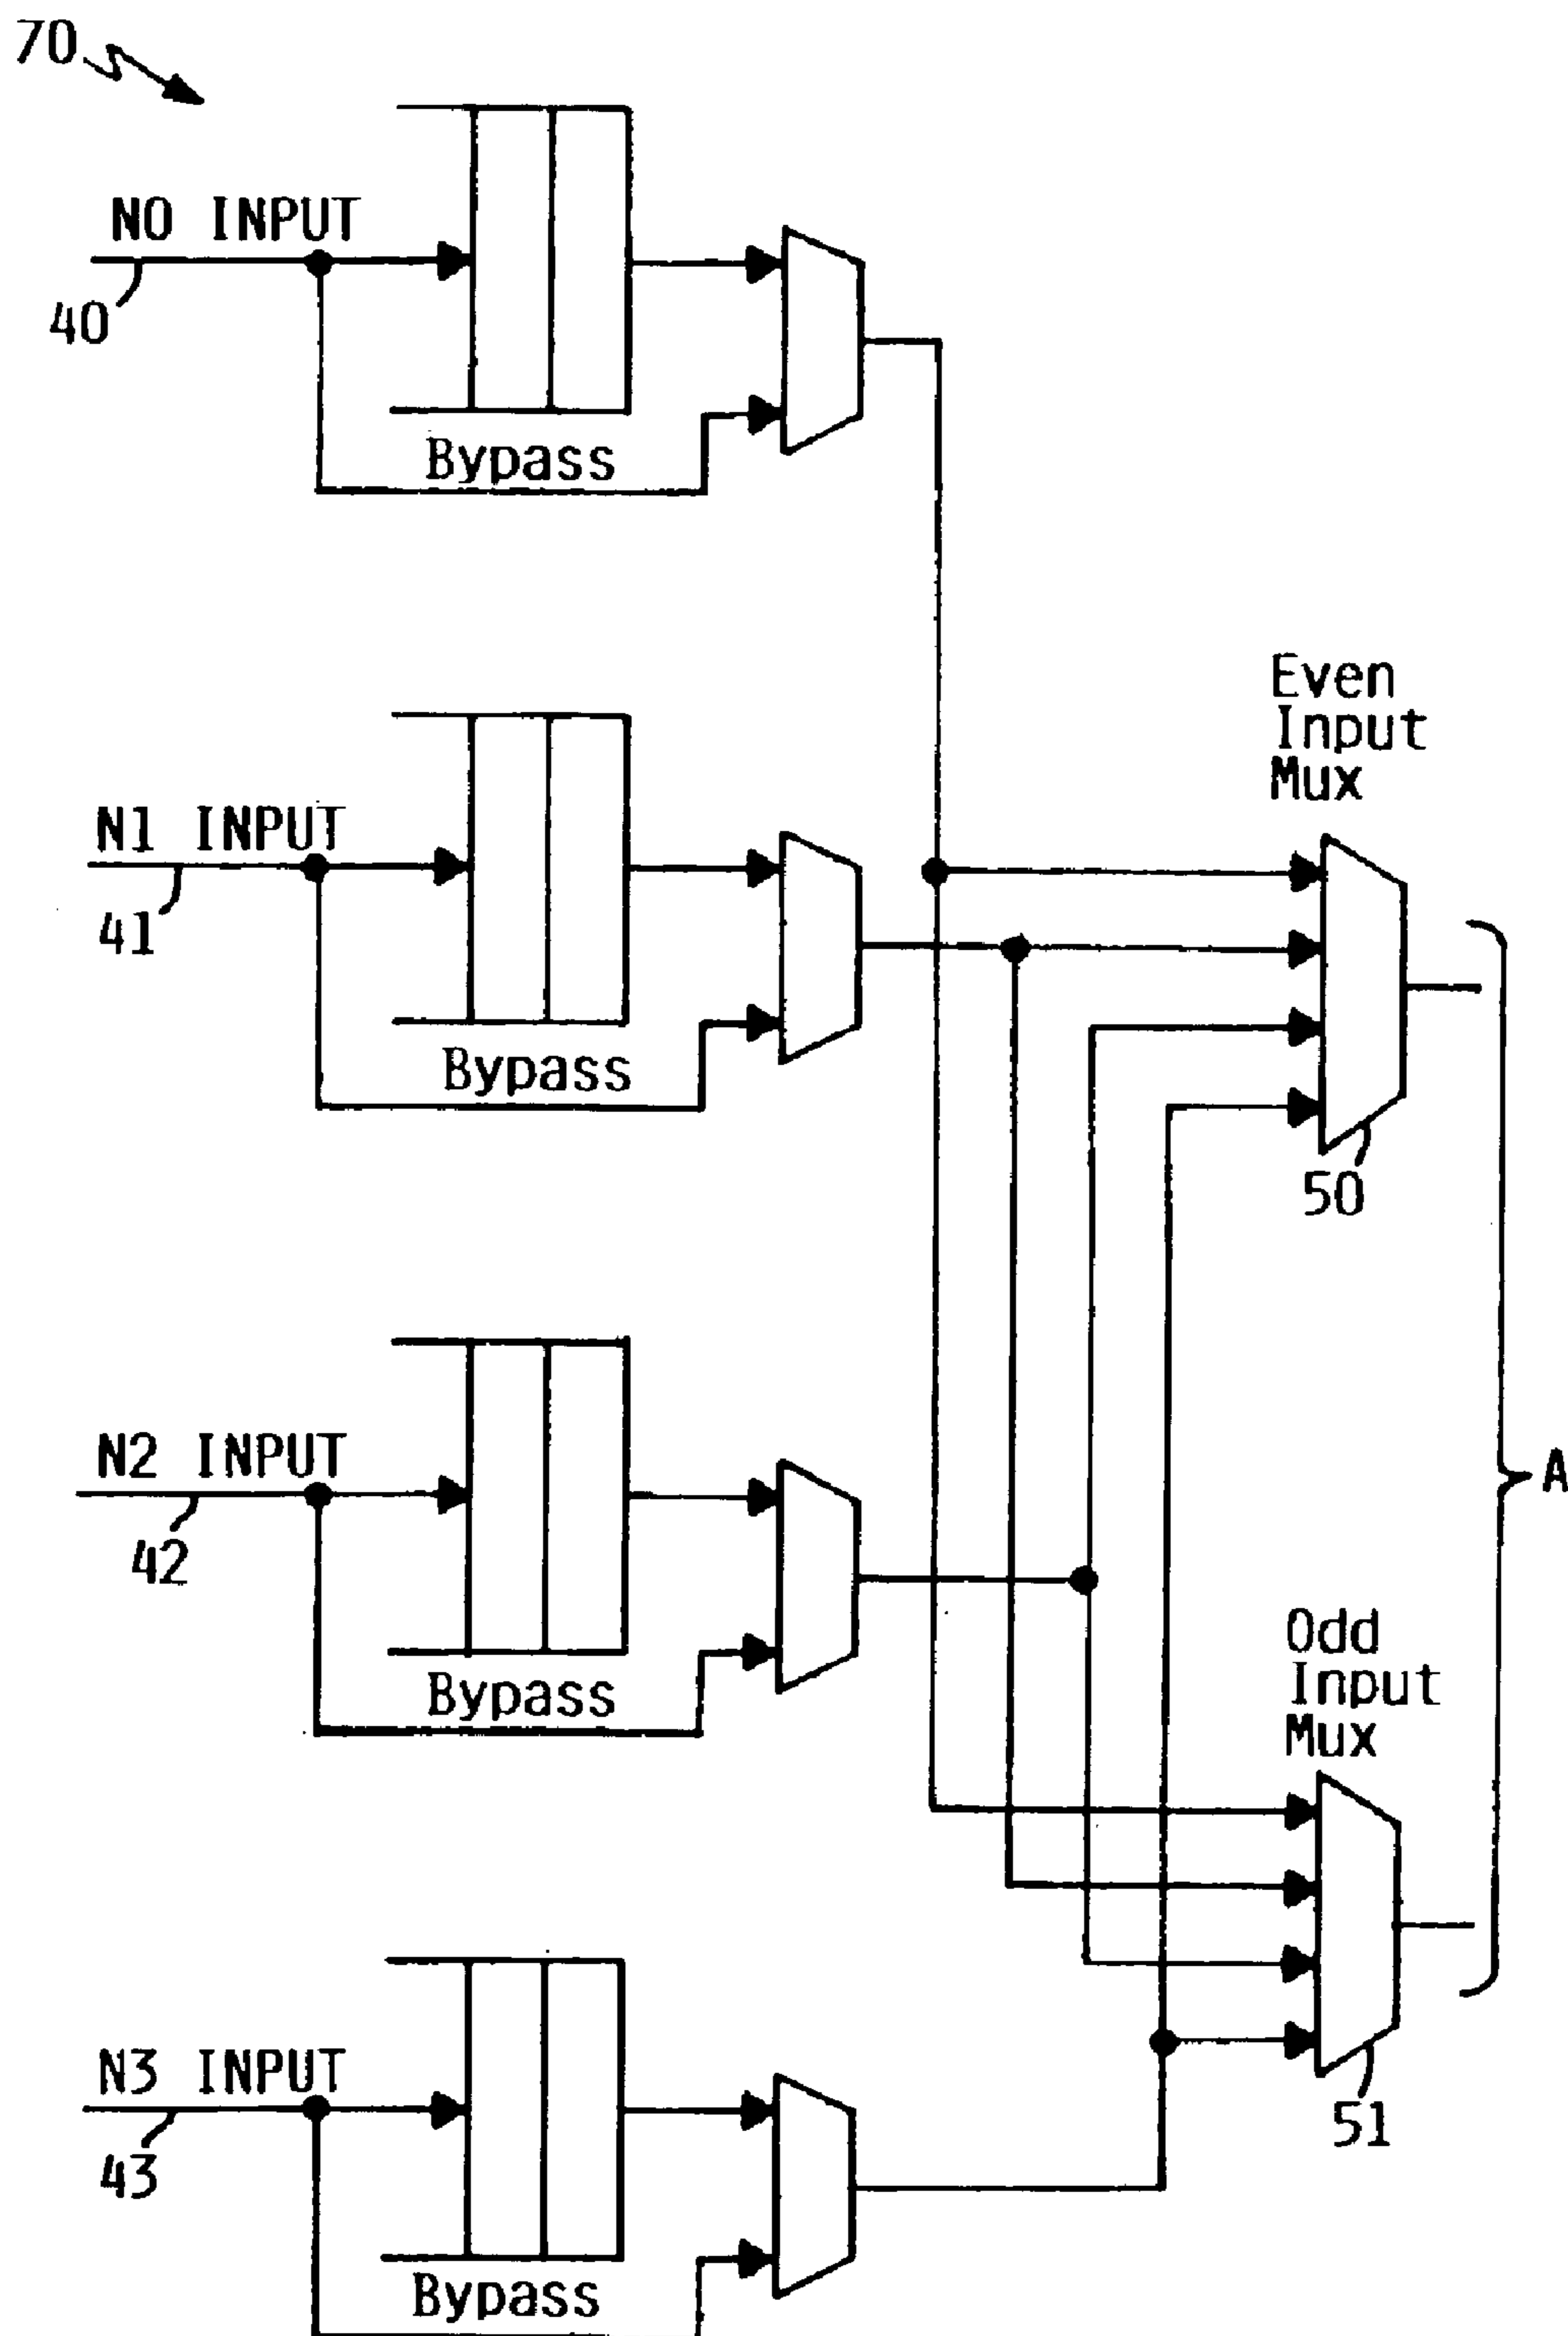 70
N0 INPUT
40
Bypass
Even
Input
Mux
N1 INPUT
41
Bypass
50
N2 INPUT
A
42
Odd
Input
Mux
Bypass
N3 INPUT
51
43
Bypass